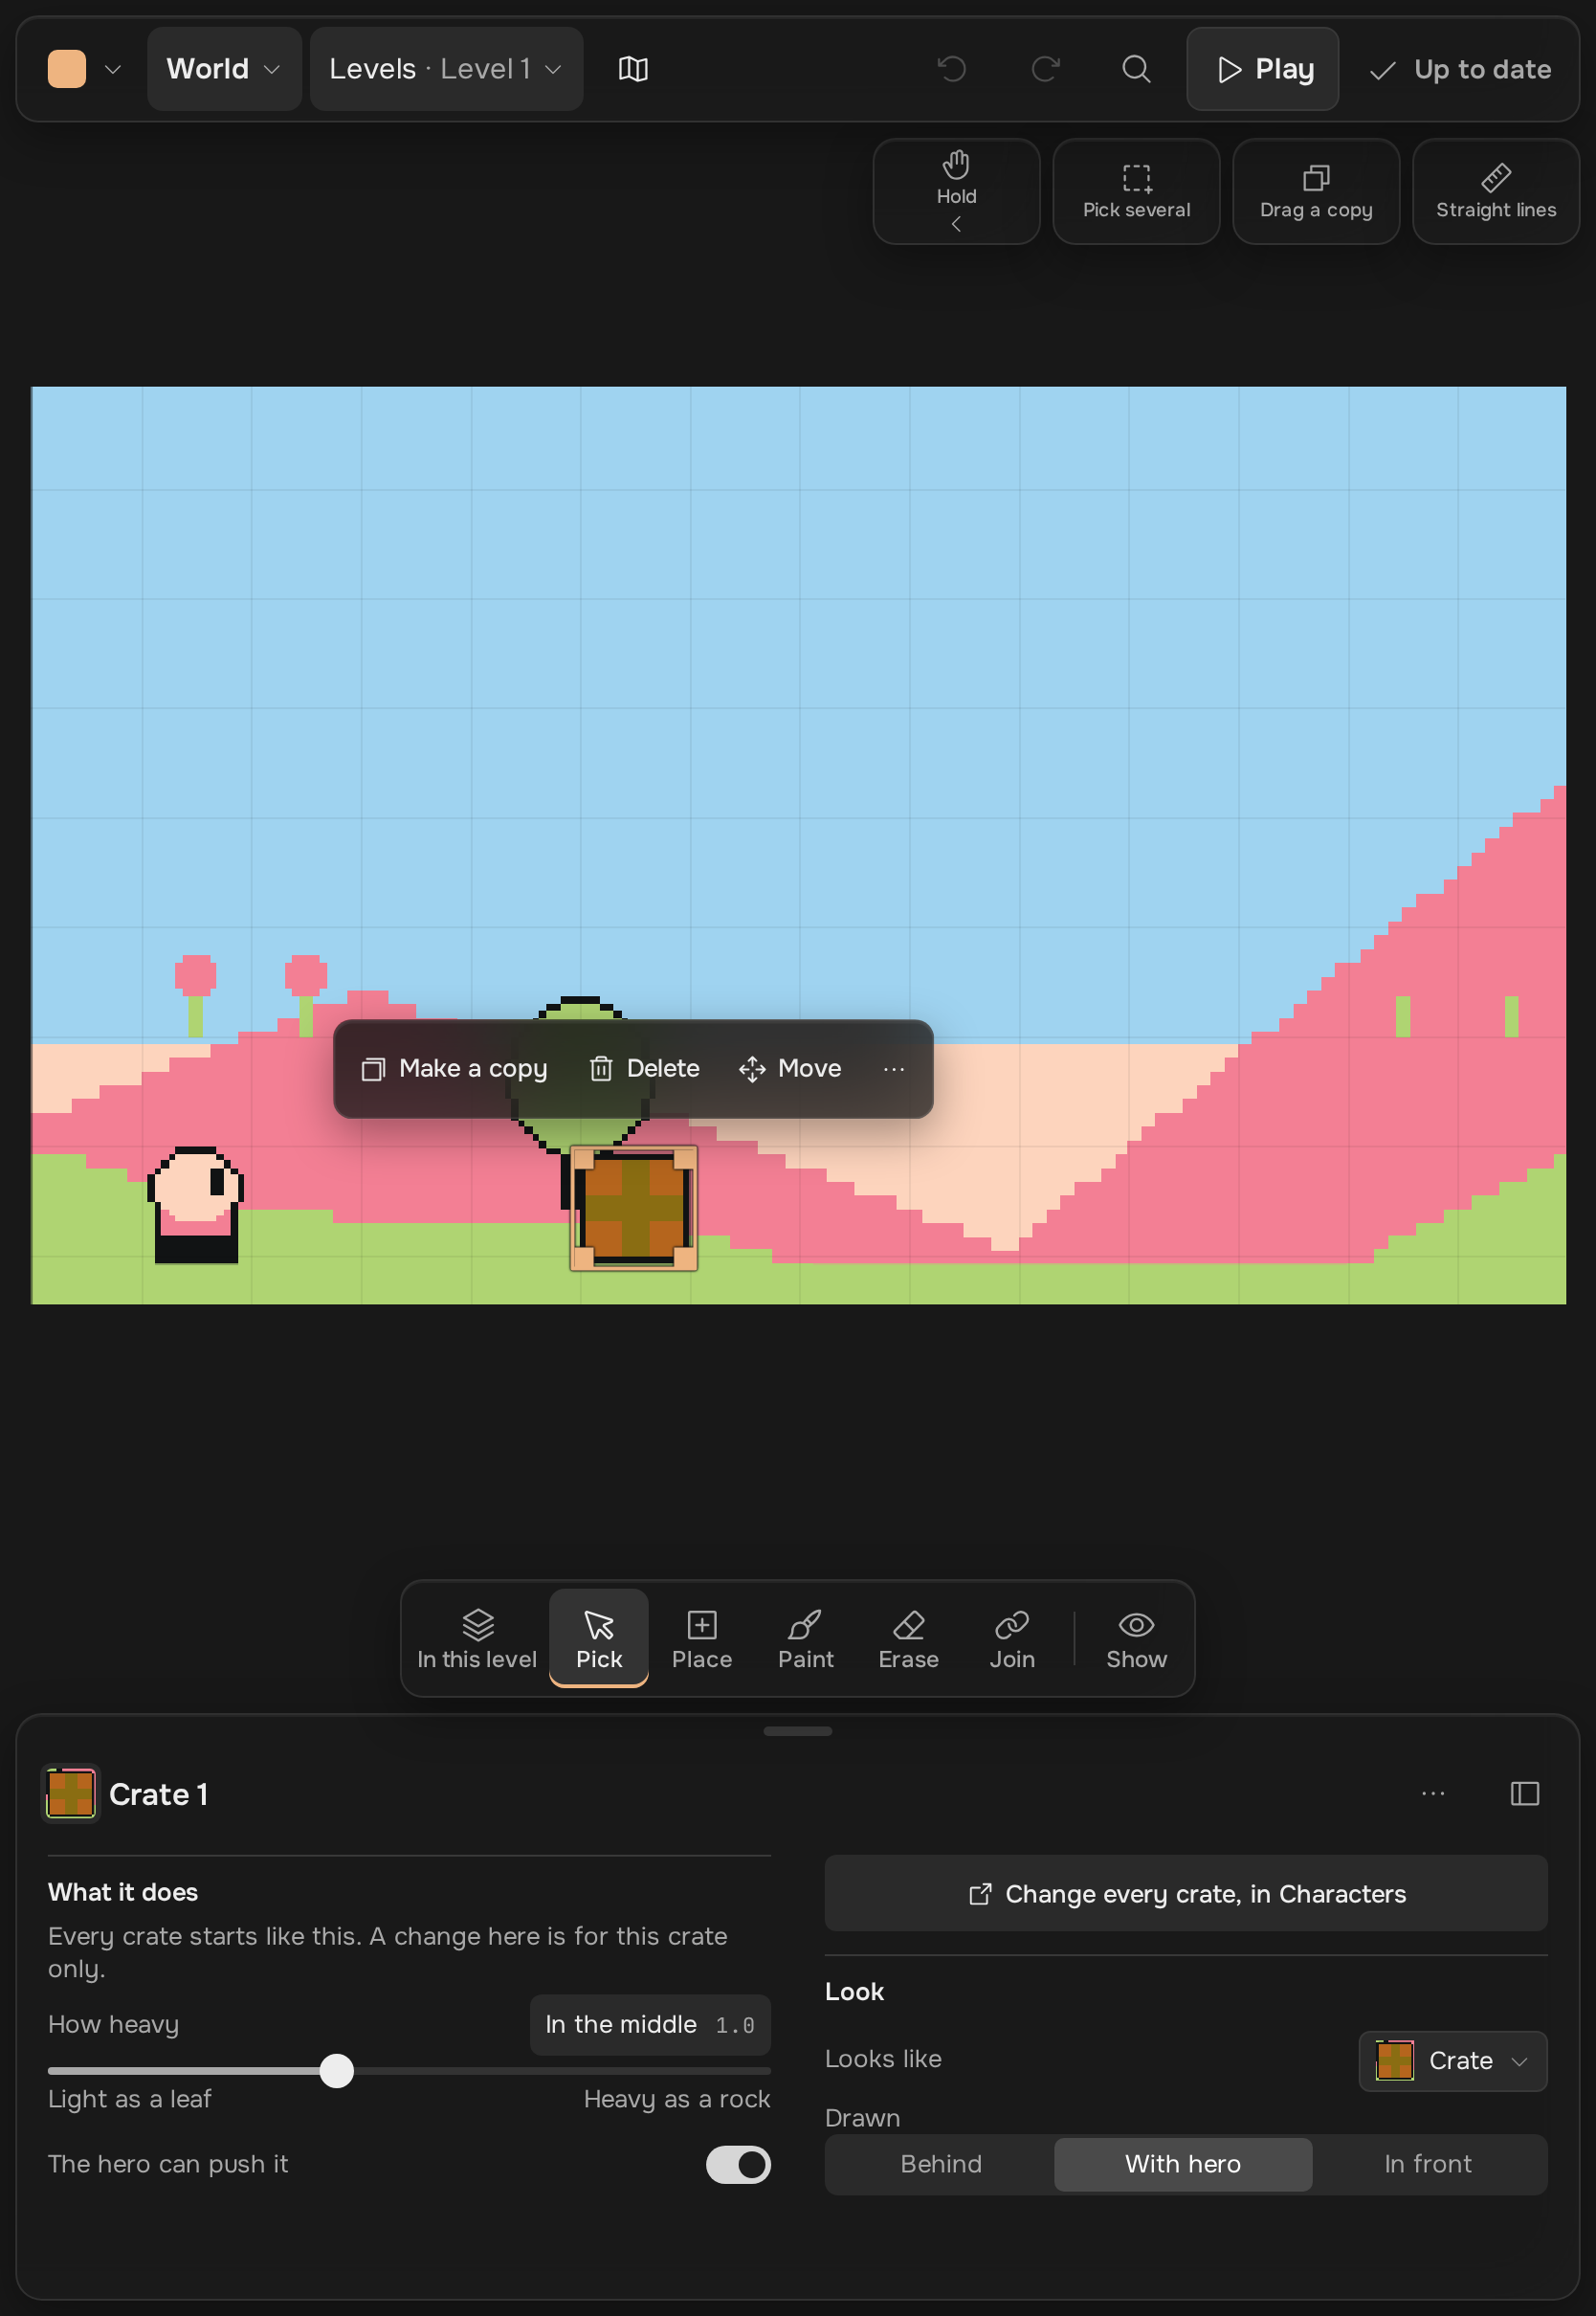 World
Levels · Level 1
Play
Up to date
Hold
Pick several
Drag a copy
Straight lines
Make a copy
Delete
Move
In this level
Pick
Place
Paint
Erase
Join
Show
Crate 1
What it does
Every crate starts like this. A change here is for this crate
only.
How heavy
In the middle 1.0
Light as a leaf
Heavy as a rock
The hero can push it
Change every crate, in Characters
Look
Looks like
Crate
Drawn
Behind
With hero
In front